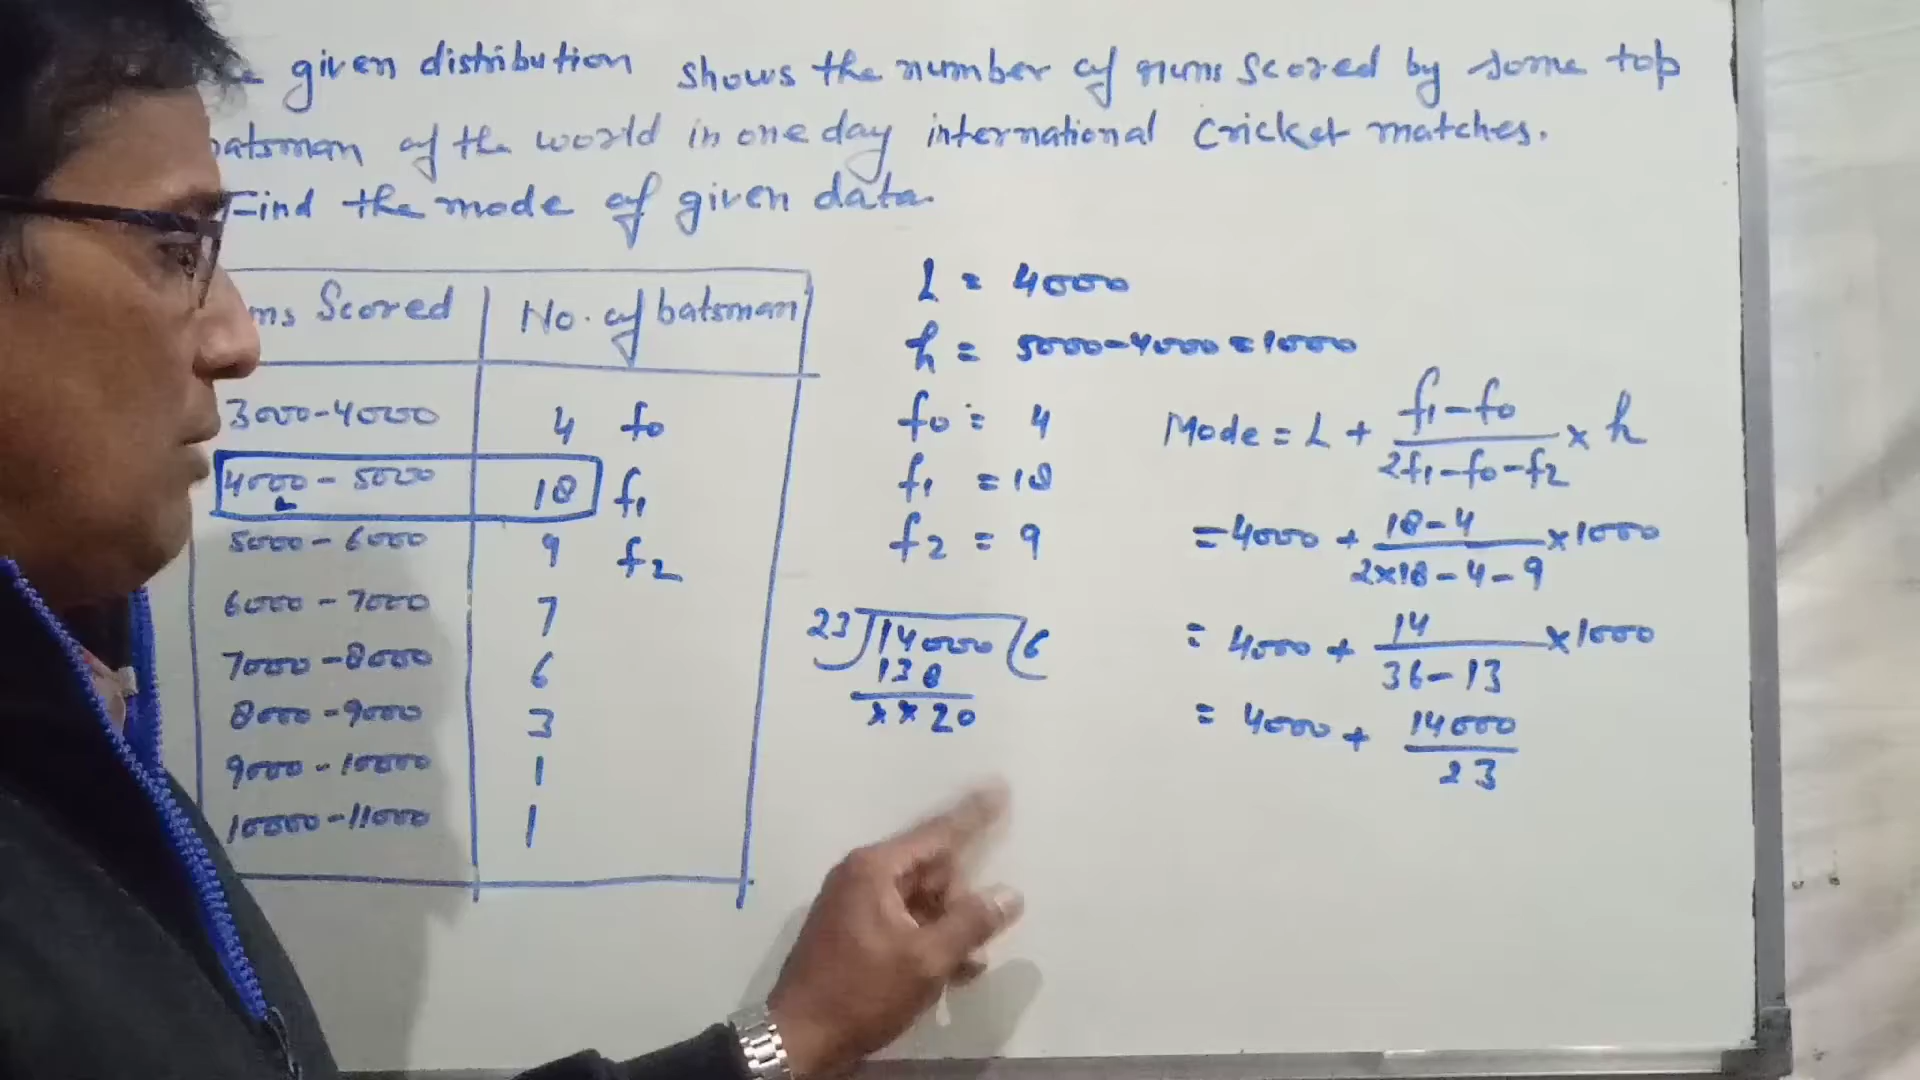 given distribution shows the number of runs scored by some top
batsman of the world in one day international Cricket matches.
Find the mode of given data.
Scored | No. of batsman
3000-4000 4 f0
4000-5000 18 f1
5000-6000 9 f2
6000-7000 7
7000-8000 6
8000-9000 3
9000-10000 1
10000-11000 1
L = 4000
h = 5000-4000=1000
f0 = 4
f1 = 18
f2 = 9
23)14000(6
138
××20
Mode = L + f1-f0 / 2f1-f0-f2 × h
= 4000 + 18-4 / 2×18-4-9 ×1000
= 4000 + 14 / 36-13 ×1000
= 4000 + 14000 / 23